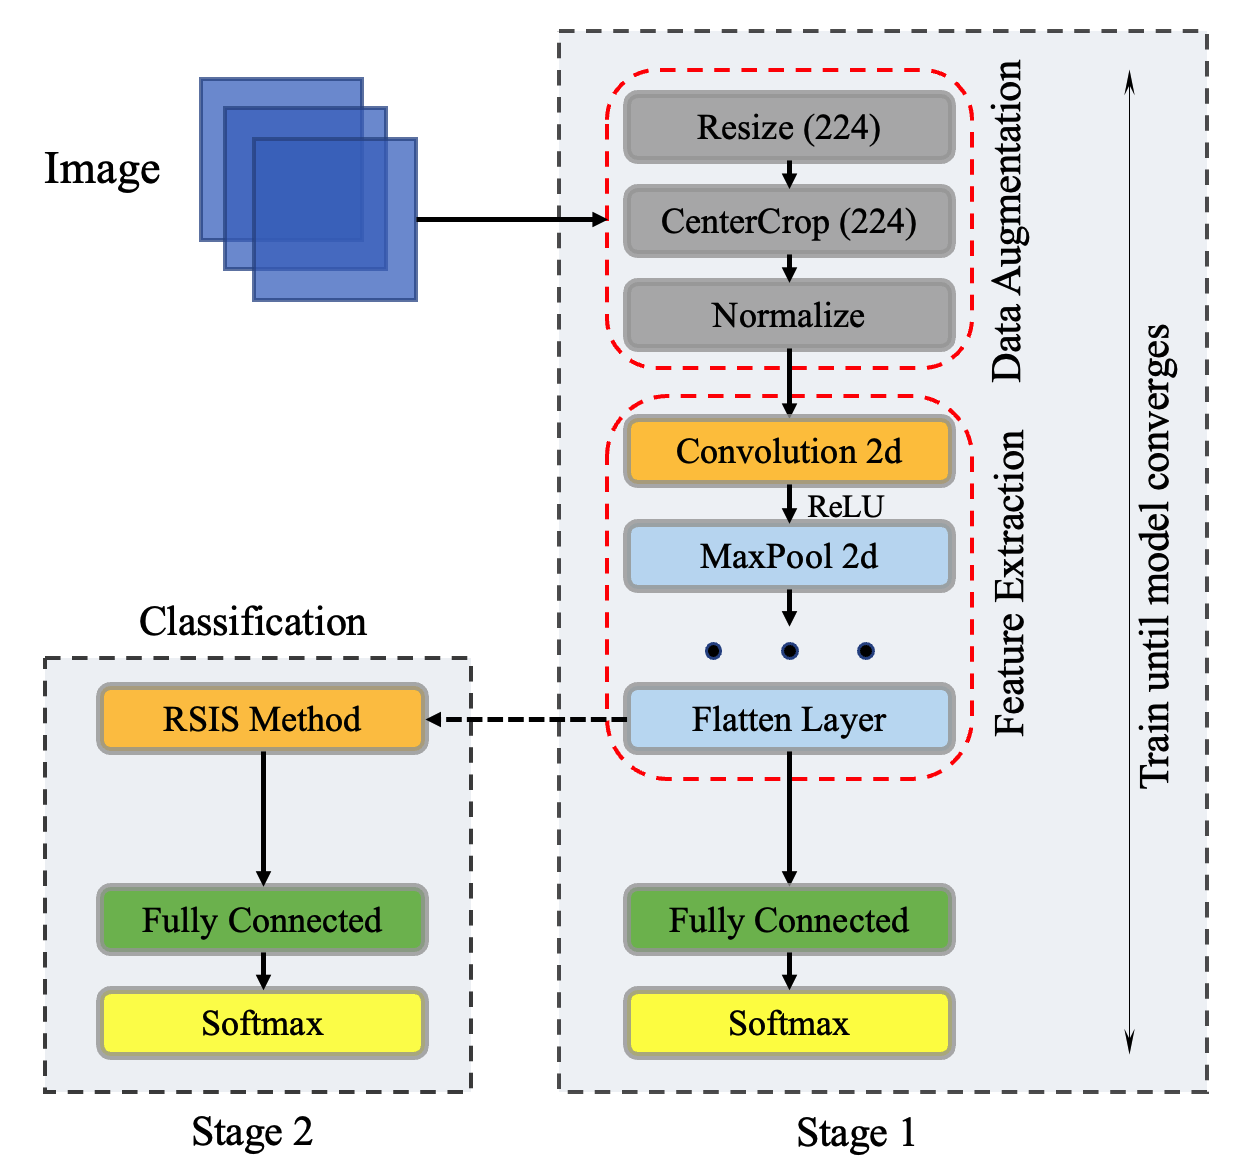 Image
Resize (224)
CenterCrop (224)
Normalize
Data Augmentation
Convolution 2d
ReLU
MaxPool 2d
Flatten Layer
Feature Extraction
Train until model converges
Fully Connected
Softmax
Stage 1
Classification
RSIS Method
Fully Connected
Softmax
Stage 2